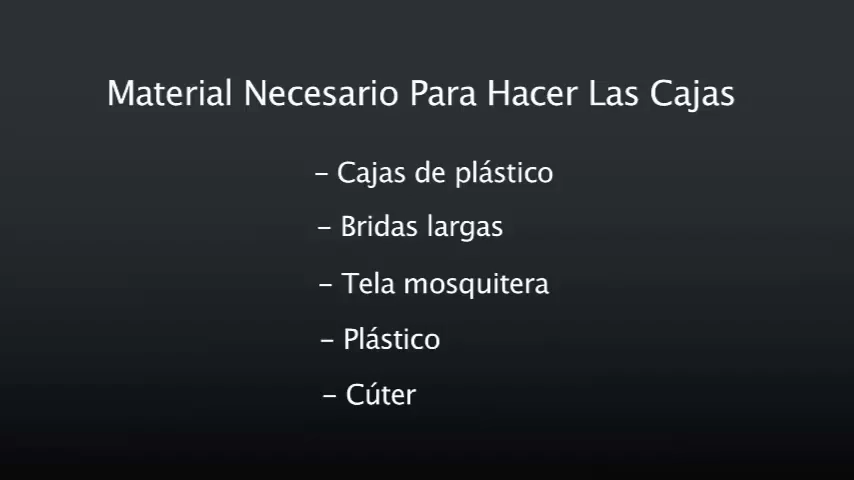 Material Necesario Para Hacer Las Cajas
- Cajas de plástico
- Bridas largas
- Tela mosquitera
- Plástico
- Cúter